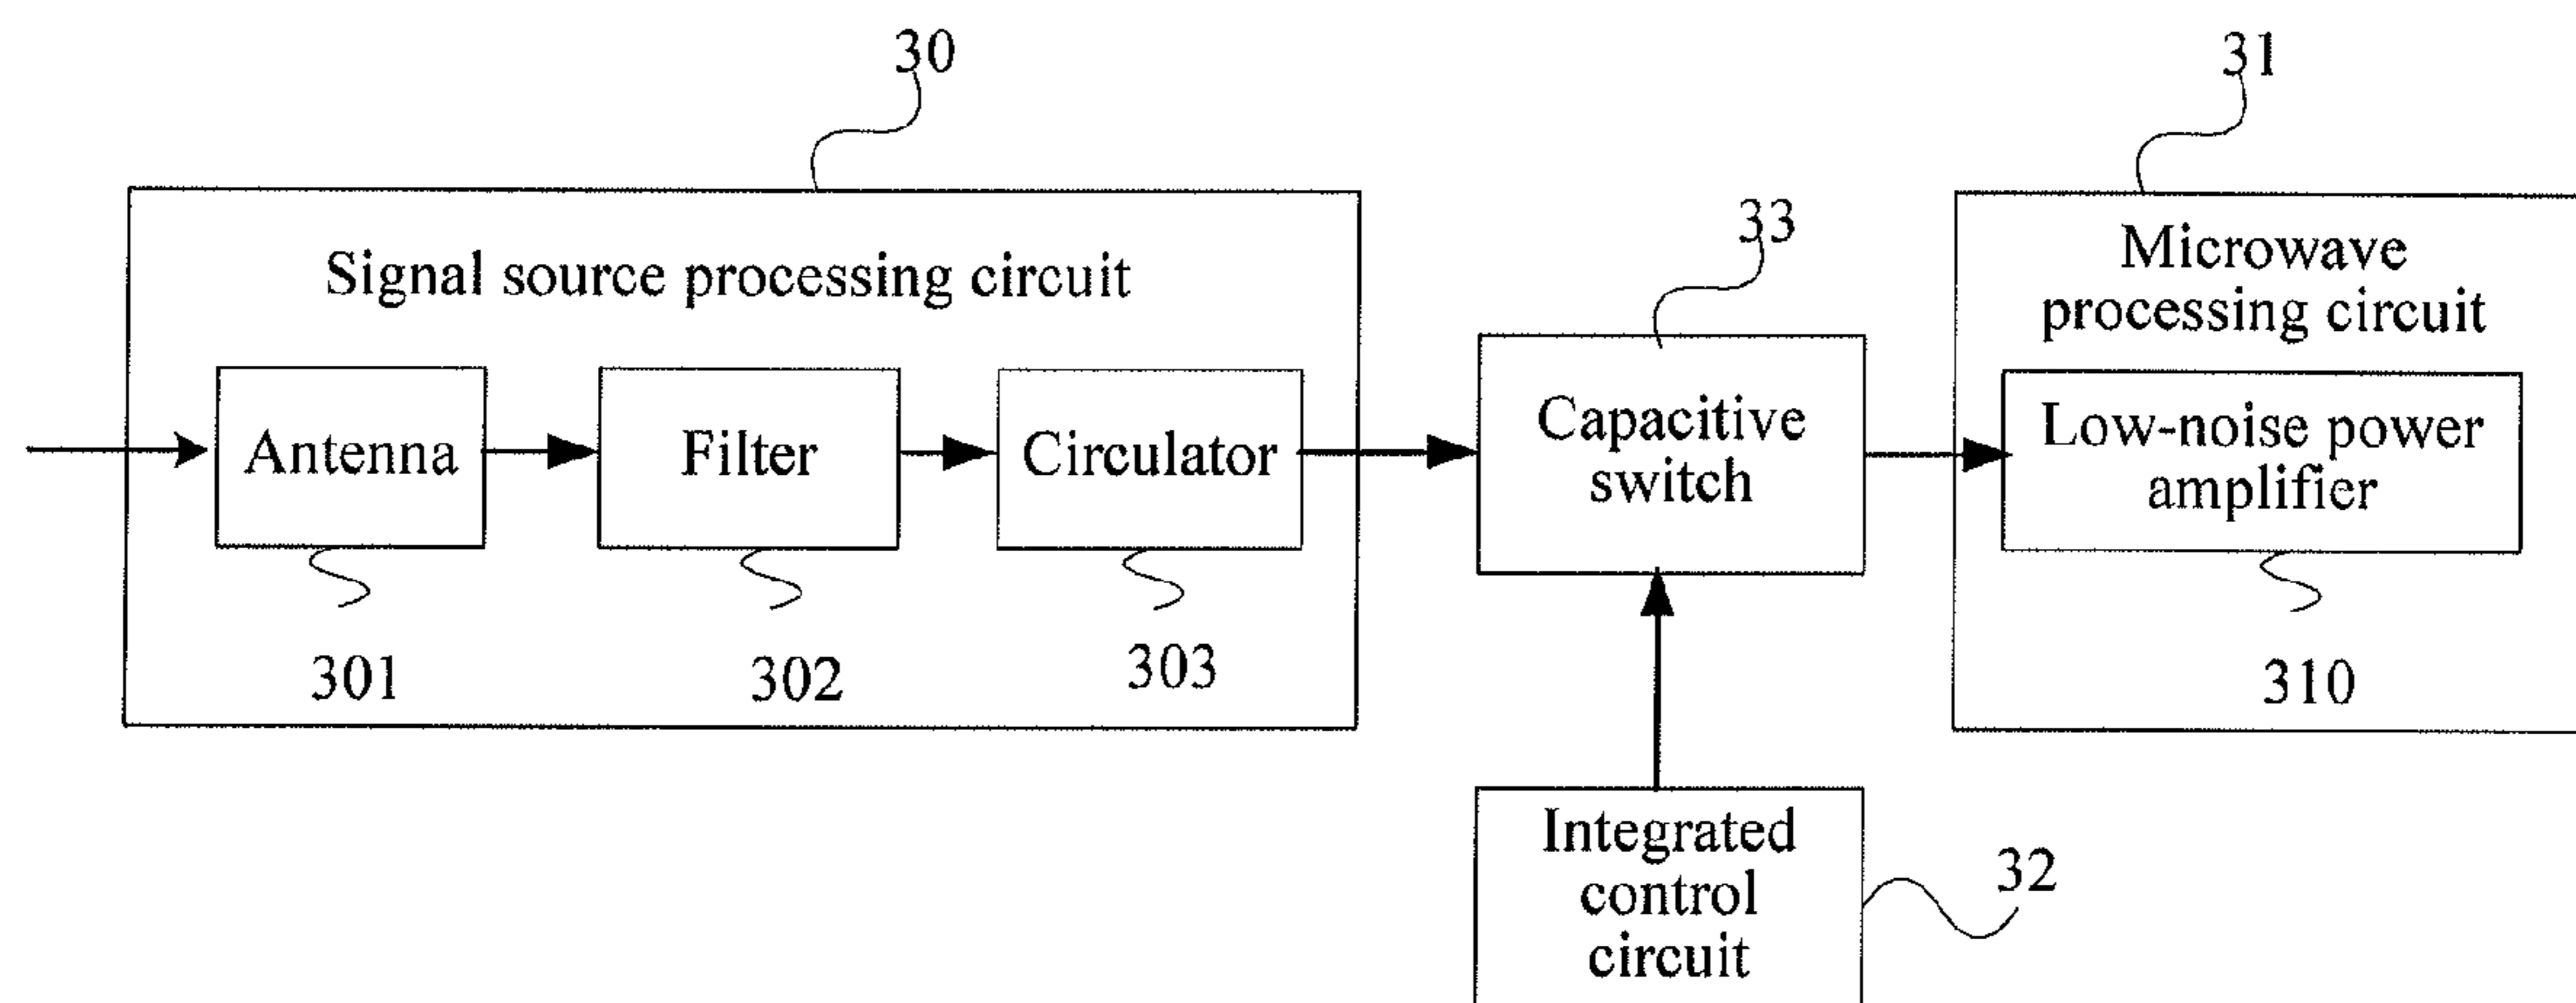 30
31
33
Signal source processing circuit
Microwave
processing circuit
Antenna
Filter
Circulator
Capacitive
switch
Low-noise power
amplifier
301
302
303
310
Integrated
control
circuit
32